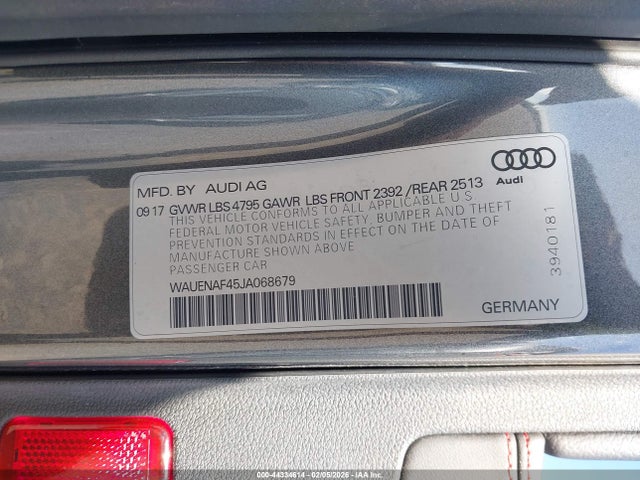 MFD. BY AUDI AG
09 17 GVWR LBS 4795 GAWR LBS FRONT 2392 /REAR 2513
THIS VEHICLE CONFORMS TO ALL APPLICABLE U S
FEDERAL MOTOR VEHICLE SAFETY, BUMPER AND THEFT
PREVENTION STANDARDS IN EFFECT ON THE DATE OF
MANUFACTURE SHOWN ABOVE
PASSENGER CAR
WAUENAF45JA068679
Audi
3940181
GERMANY
000-44334614 - 02/05/2026 - IAA Inc.